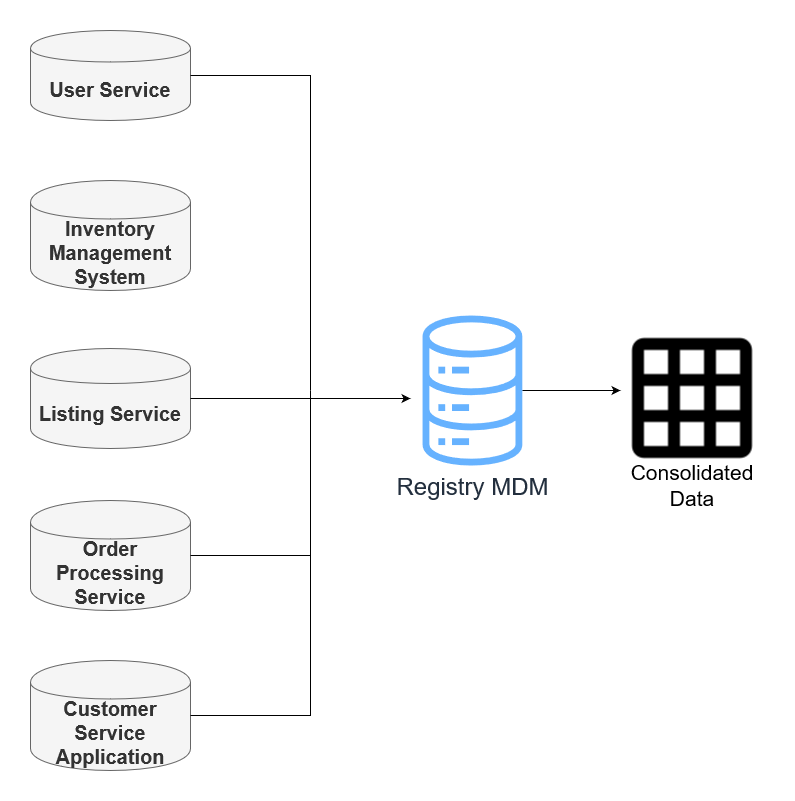 User Service
Inventory
Management
System
Listing Service
Order
Processing
Service
Customer
Service
Application
Registry MDM
Consolidated
Data